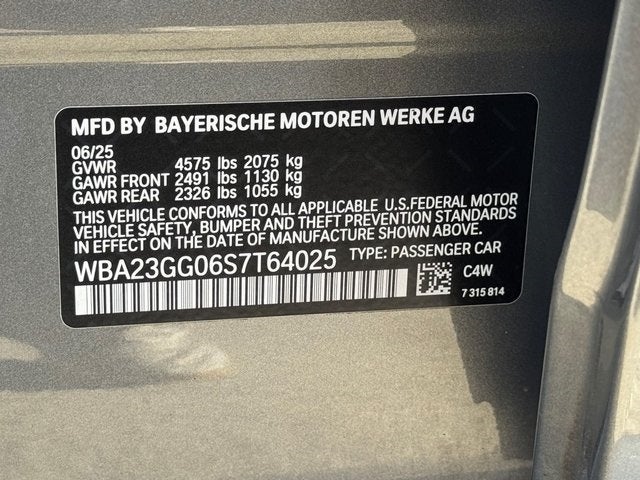 MFD BY BAYERISCHE MOTOREN WERKE AG
06/25
GVWR 4575 lbs 2075 kg
GAWR FRONT 2491 lbs 1130 kg
GAWR REAR 2326 lbs 1055 kg
THIS VEHICLE CONFORMS TO ALL APPLICABLE U.S.FEDERAL MOTOR
VEHICLE SAFETY, BUMPER AND THEFT PREVENTION STANDARDS
IN EFFECT ON THE DATE OF MANUFACTURE SHOWN ABOVE
WBA23GG06S7T64025 TYPE: PASSENGER CAR
C4W
7 315 814